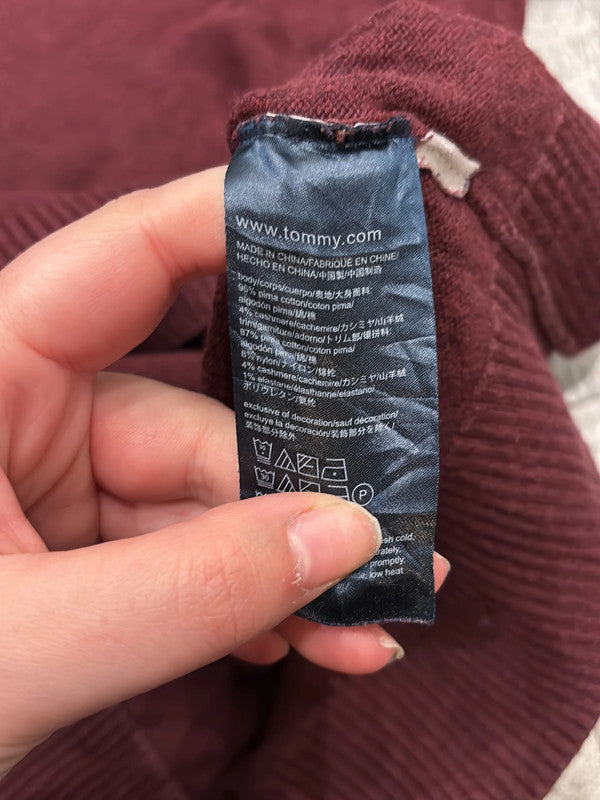 www.tommy.com
MADE IN CHINA/FABRIQUÉ EN CHINE/
HECHO EN CHINA/中国製/中国制造
body/corps/cuerpo/表地/大身面料:
96% pima cotton/coton pima/
algodón pima/綿/棉
4% cashmere/cachemire/カシミヤ/山羊绒
trim/garniture/adorno/トリム部/镶拼料:
87% pima cotton/coton pima/
algodón pima/綿/棉
8% nylon/ナイロン/锦纶
4% cashmere/cachemire/カシミヤ/山羊绒
1% elastane/élasthanne/elastano/
ポリウレタン/氨纶
exclusive of decoration/sauf décoration/
excluye la decoración/装飾部分を除く/
装饰部分除外
30
30
P
cold,
promptly,
low heat